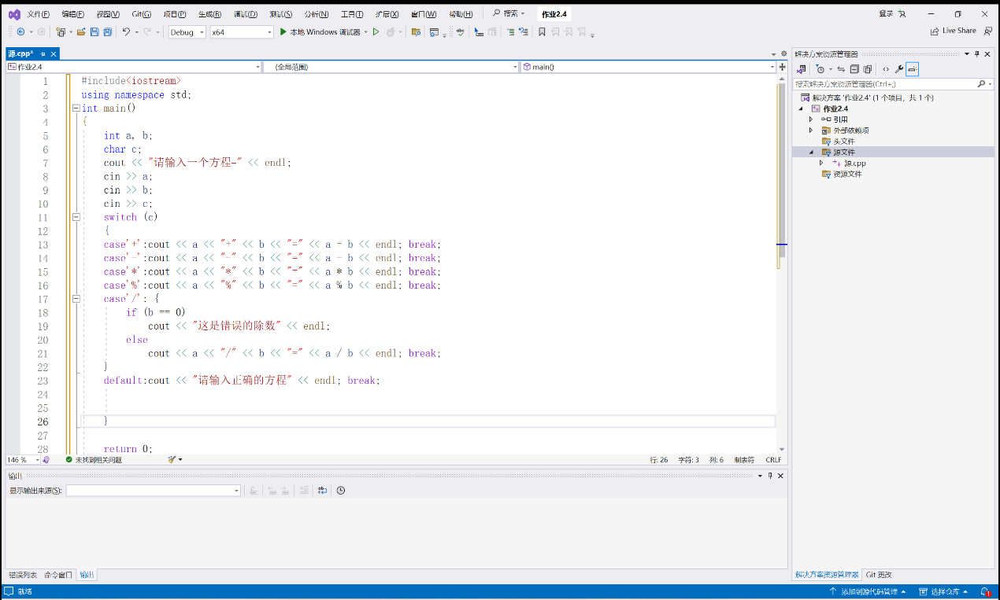 文件(F) 编辑(E) 视图(V) Git(G) 项目(P) 生成(B) 调试(D) 测试(S) 分析(N) 工具(T) 扩展(X) 窗口(W) 帮助(H) 搜索 作业2.4 登录
Debug x64 本地 Windows 调试器 Live Share
源.cpp*
作业2.4 (全局范围) main()
1 #include<iostream>
2 using namespace std;
3 int main()
4 {
5 int a, b;
6 char c;
7 cout << "请输入一个方程-" << endl;
8 cin >> a;
9 cin >> b;
10 cin >> c;
11 switch (c)
12 {
13 case'+':cout << a << "+" << b << "=" << a + b << endl; break;
14 case'-':cout << a << "-" << b << "=" << a - b << endl; break;
15 case'*':cout << a << "*" << b << "=" << a * b << endl; break;
16 case'%':cout << a << "%" << b << "=" << a % b << endl; break;
17 case'/': {
18 if (b == 0)
19 cout << "这是错误的除数" << endl;
20 else
21 cout << a << "/" << b << "=" << a / b << endl; break;
22 }
23 default:cout << "请输入正确的方程" << endl; break;
24
25
26 }
27
28 return 0;
146 % 未找到相关问题 行: 26 字符: 3 列: 6 制表符 CRLF
输出
显示输出来源(S):
错误列表 命令窗口 输出
解决方案资源管理器
搜索解决方案资源管理器(Ctrl+;)
解决方案 '作业2.4' (1 个项目, 共 1 个)
作业2.4
引用
外部依赖项
头文件
源文件
源.cpp
资源文件
解决方案资源管理器 Git 更改
就绪 添加到源代码管理 选择仓库 1